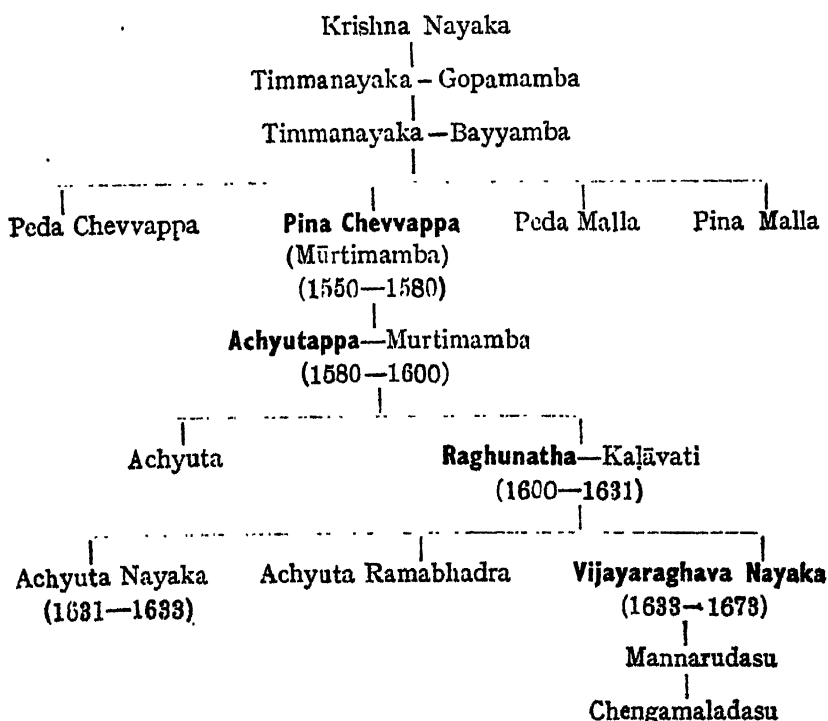 Krishna Nayaka
Timmanayaka – Gopamamba
Timmanayaka — Bayyamba
Peda Chevvappa Pina Chevvappa Peda Malla Pina Malla
(Mūrtimamba)
(1550—1580)
Achyutappa—Murtimamba
(1580—1600)
Achyuta Raghunatha—Kaḷāvati
(1600—1631)
Achyuta Nayaka Achyuta Ramabhadra Vijayaraghava Nayaka
(1631—1633) (1633–1673)
Mannarudasu
Chengamaladasu